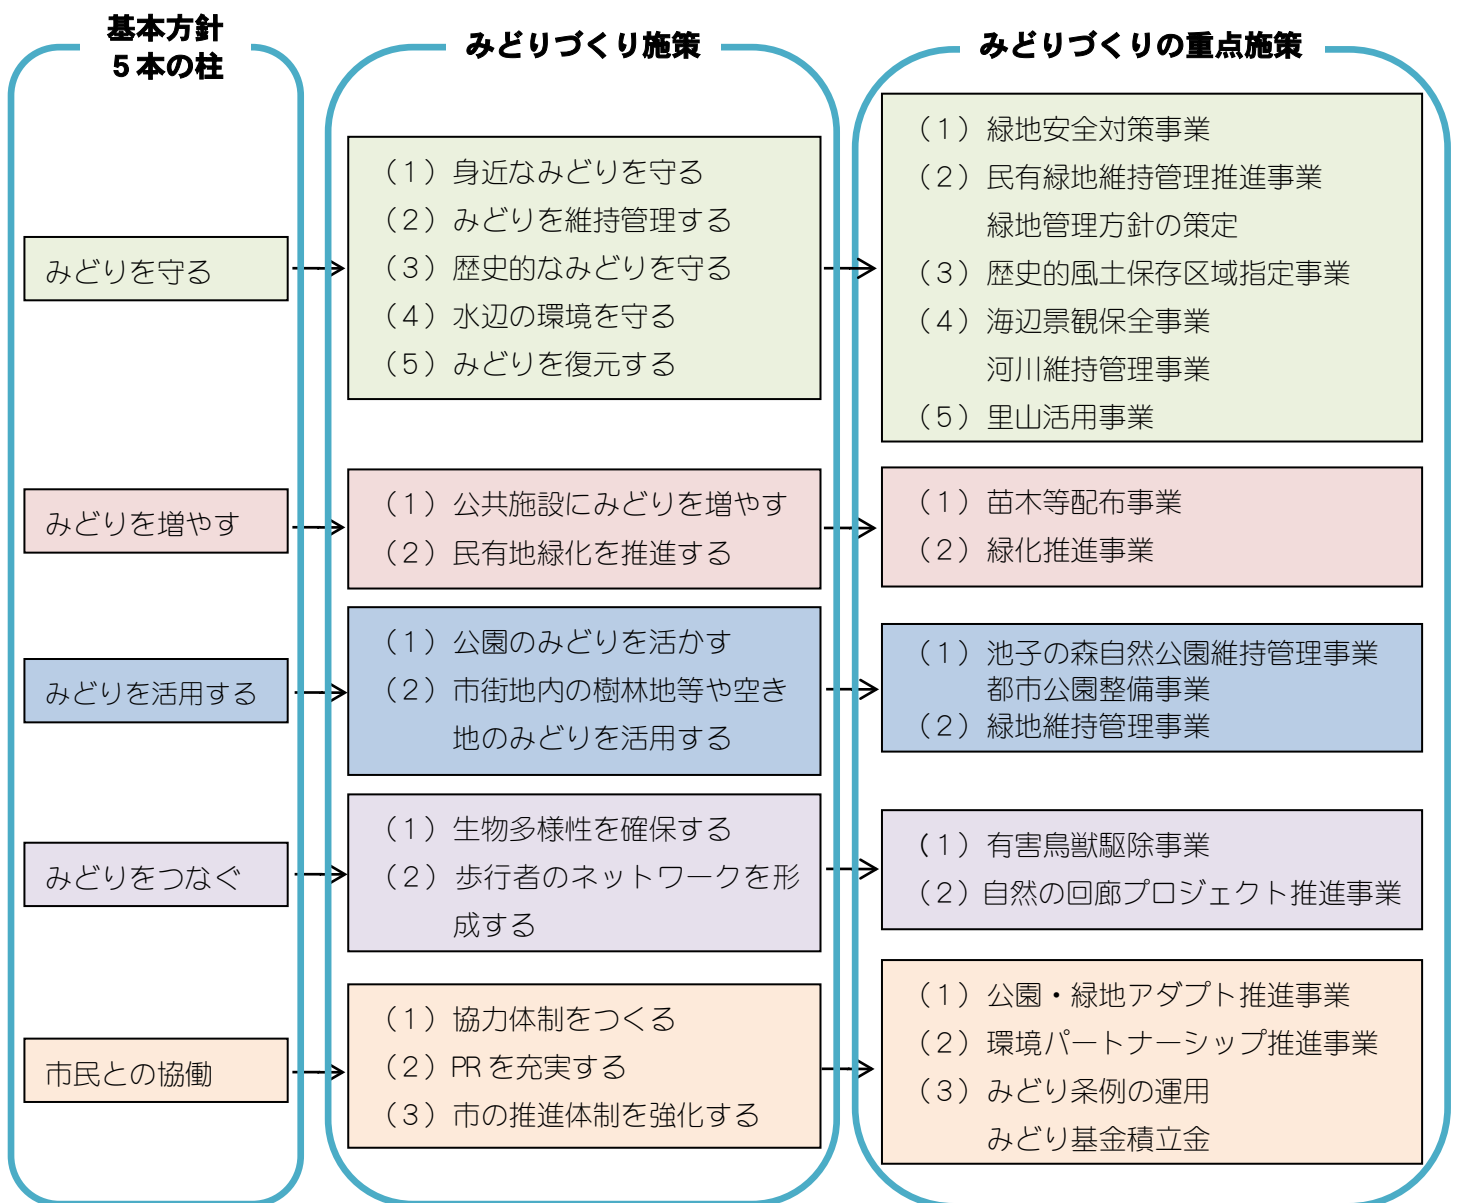 基本方針
5本の柱
みどりづくり施策
みどりづくりの重点施策
みどりを守る
(1)身近なみどりを守る
(2)みどりを維持管理する
(3)歴史的なみどりを守る
(4)水辺の環境を守る
(5)みどりを復元する
(1)緑地安全対策事業
(2)民有緑地維持管理推進事業
緑地管理方針の策定
(3)歴史的風土保存区域指定事業
(4)海辺景観保全事業
河川維持管理事業
(5)里山活用事業
みどりを増やす
(1)公共施設にみどりを増やす
(2)民有地緑化を推進する
(1)苗木等配布事業
(2)緑化推進事業
みどりを活用する
(1)公園のみどりを活かす
(2)市街地内の樹林地等や空き
地のみどりを活用する
(1)池子の森自然公園維持管理事業
都市公園整備事業
(2)緑地維持管理事業
みどりをつなぐ
(1)生物多様性を確保する
(2)歩行者のネットワークを形
成する
(1)有害鳥獣駆除事業
(2)自然の回廊プロジェクト推進事業
市民との協働
(1)協力体制をつくる
(2)PRを充実する
(3)市の推進体制を強化する
(1)公園・緑地アダプト推進事業
(2)環境パートナーシップ推進事業
(3)みどり条例の運用
みどり基金積立金